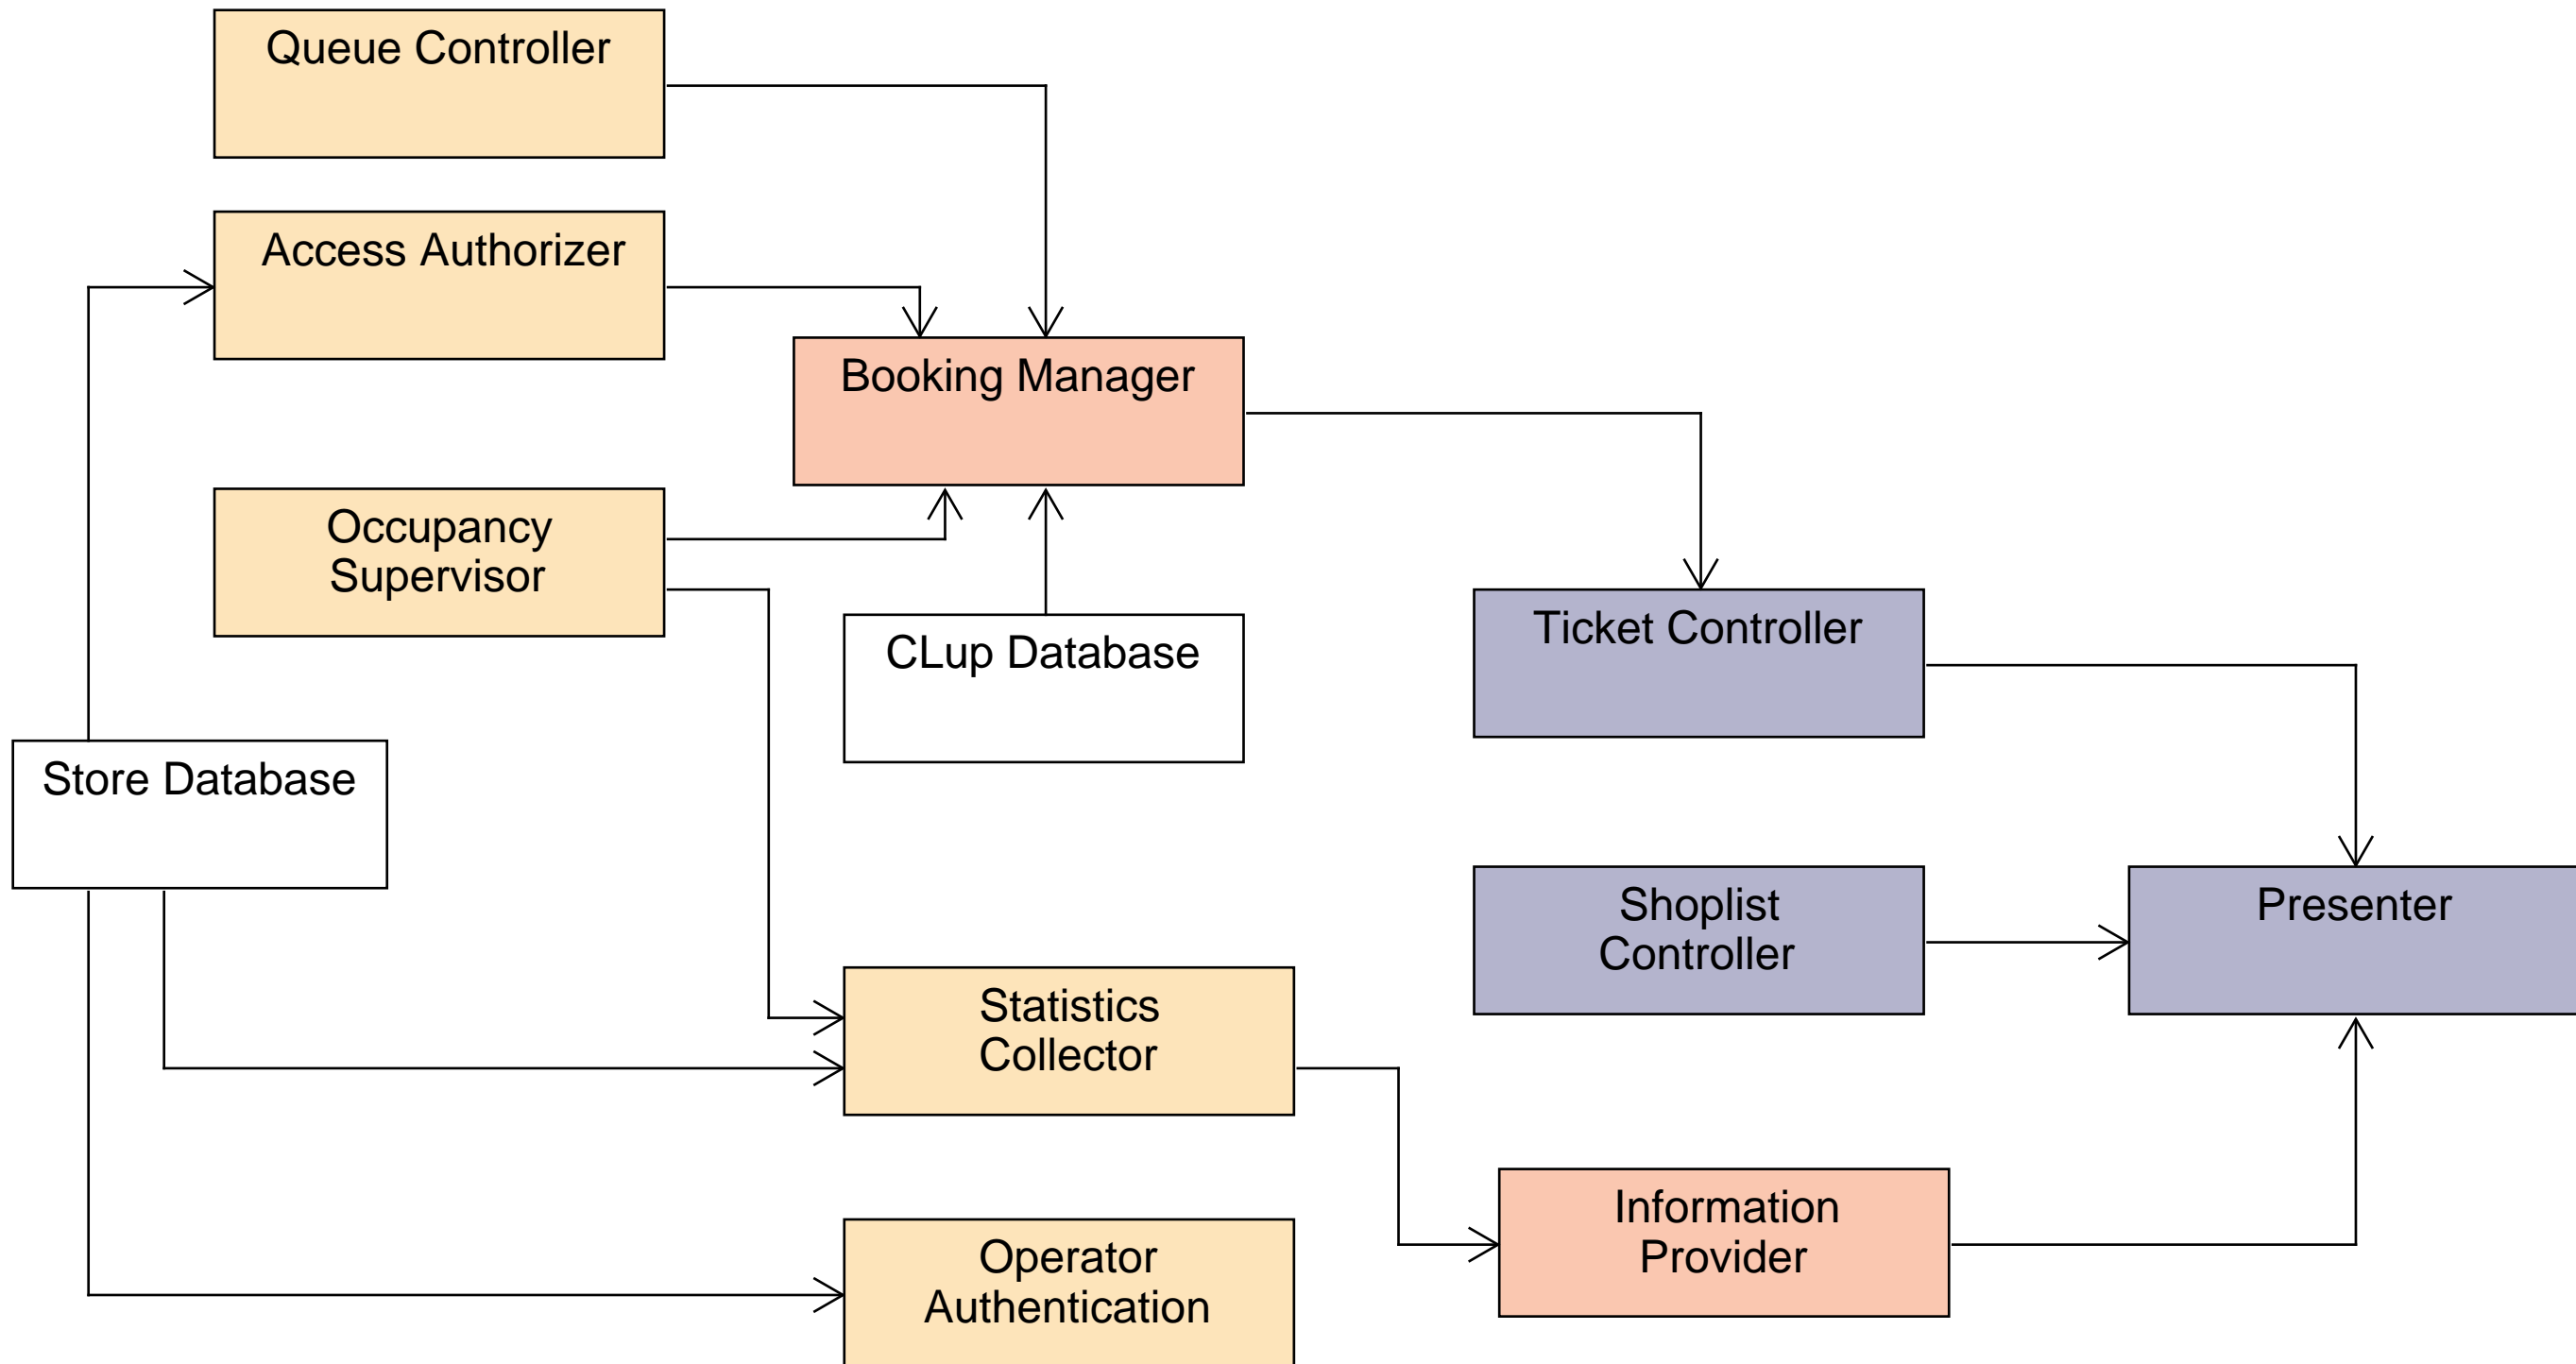 Queue Controller
Access Authorizer
Booking Manager
Occupancy
Supervisor
CLup Database
Ticket Controller
Store Database
Shoplist
Controller
Presenter
Statistics
Collector
Information
Provider
Operator
Authentication